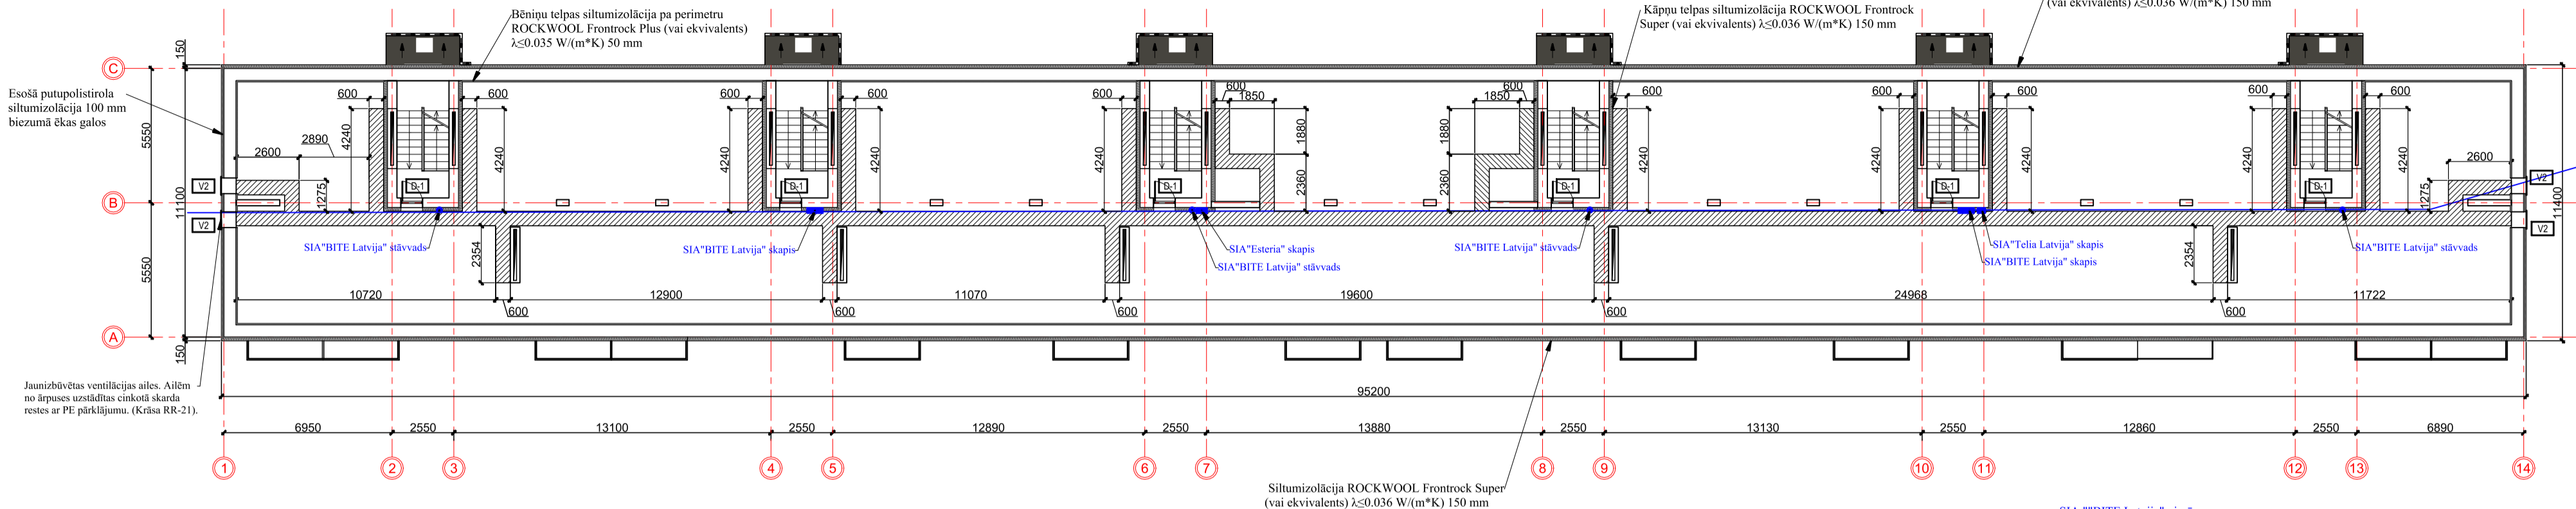 Bēniņu telpas siltumizolācija pa perimetru
ROCKWOOL Frontrock Plus (vai ekvivalents)
λ≤0.035 W/(m*K) 50 mm
Kāpņu telpas siltumizolācija ROCKWOOL Frontrock
Super (vai ekvivalents) λ≤0.036 W/(m*K) 150 mm
(vai ekvivalents) λ≤0.036 W/(m*K) 150 mm
Esošā putupolistirola
siltumizolācija 100 mm
biezumā ēkas galos
C
B
A
150
5550
5550
11100
150
11400
600 600 600 600 600 600 600 600 600 600 600 600
1850 1850
4240 4240 4240 4240 4240 4240 4240 4240 4240 4240
1880 1880
2360 2360
2600 2890 2600
1275 1275
V2 V2
V2 V2
D-1 D-1 D-1 D-1 D-1 D-1
SIA"BITE Latvija" stāvvads
SIA"BITE Latvija" skapis
SIA"Esteria" skapis
SIA"BITE Latvija" stāvvads
SIA"BITE Latvija" stāvvads
SIA"Telia Latvija" skapis
SIA"BITE Latvija" skapis
SIA"BITE Latvija" stāvvads
2354 2354
10720 12900 11070 19600 24968 11722
600 600 600 600 600
Jaunizbūvētas ventilācijas ailes. Ailēm
no ārpuses uzstādītas cinkotā skarda
restes ar PE pārklājumu. (Krāsa RR-21).
95200
6950 2550 13100 2550 12890 2550 13880 2550 13130 2550 12860 2550 6890
1 2 3 4 5 6 7 8 9 10 11 12 13 14
Siltumizolācija ROCKWOOL Frontrock Super
(vai ekvivalents) λ≤0.036 W/(m*K) 150 mm